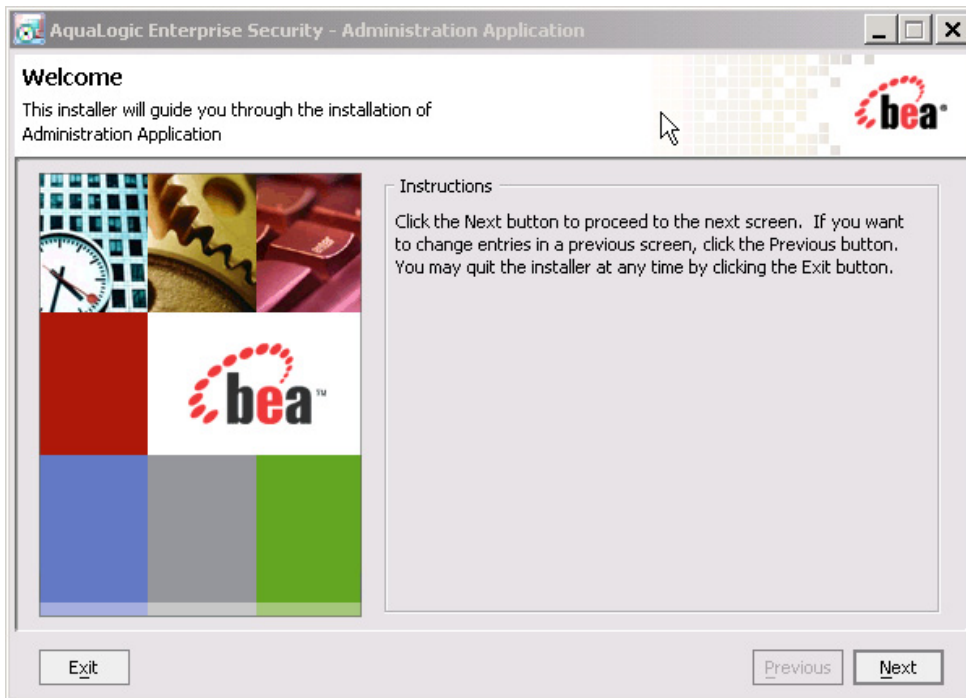 AquaLogic Enterprise Security - Administration Application
Welcome
This installer will guide you through the installation of
Administration Application
bea
Instructions
Click the Next button to proceed to the next screen.  If you want
to change entries in a previous screen, click the Previous button.
You may quit the installer at any time by clicking the Exit button.
enter
bea™
Exit
Previous
Next